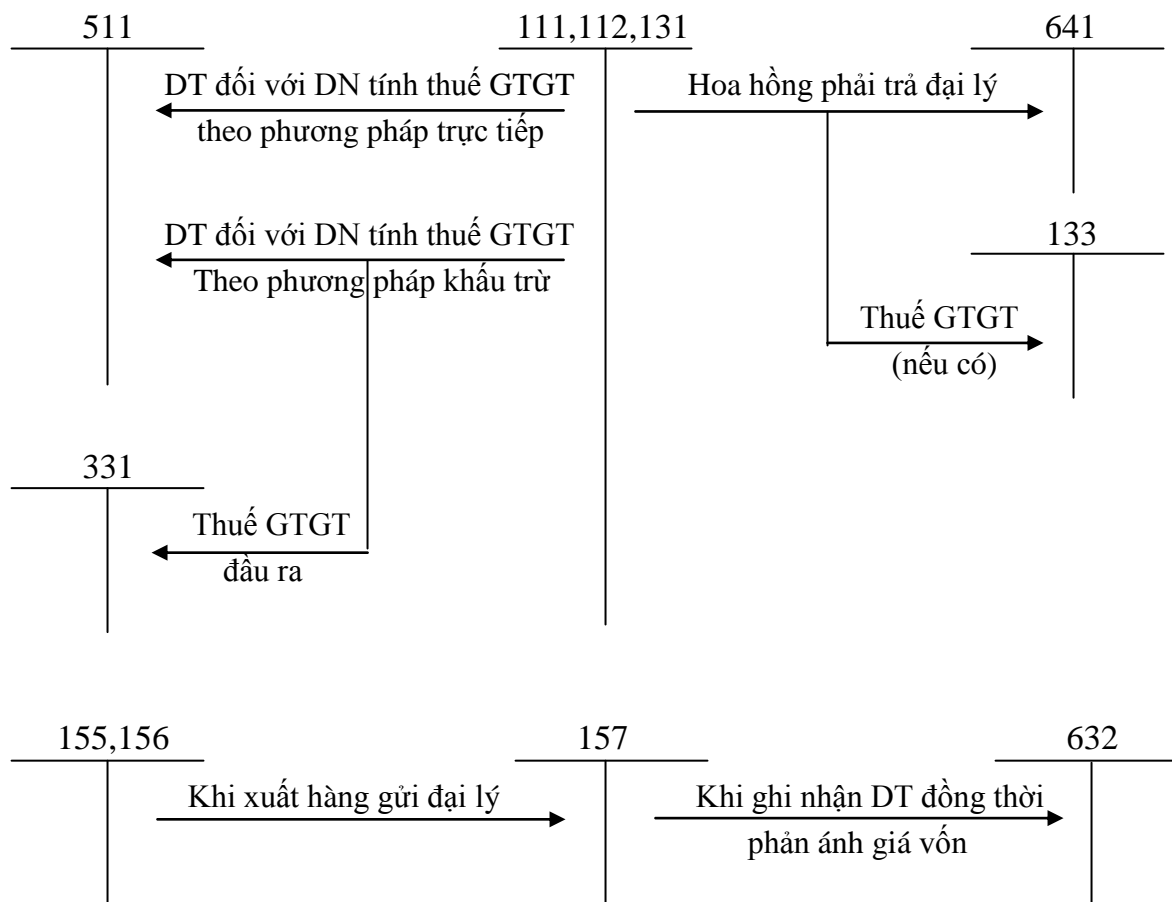 511
111,112,131
641
DT đối với DN tính thuế GTGT
theo phương pháp trực tiếp
Hoa hồng phải trả đại lý
DT đối với DN tính thuế GTGT
Theo phương pháp khấu trừ
133
Thuế GTGT
(nếu có)
331
Thuế GTGT
đầu ra
155,156
157
632
Khi xuất hàng gửi đại lý
Khi ghi nhận DT đồng thời
phản ánh giá vốn